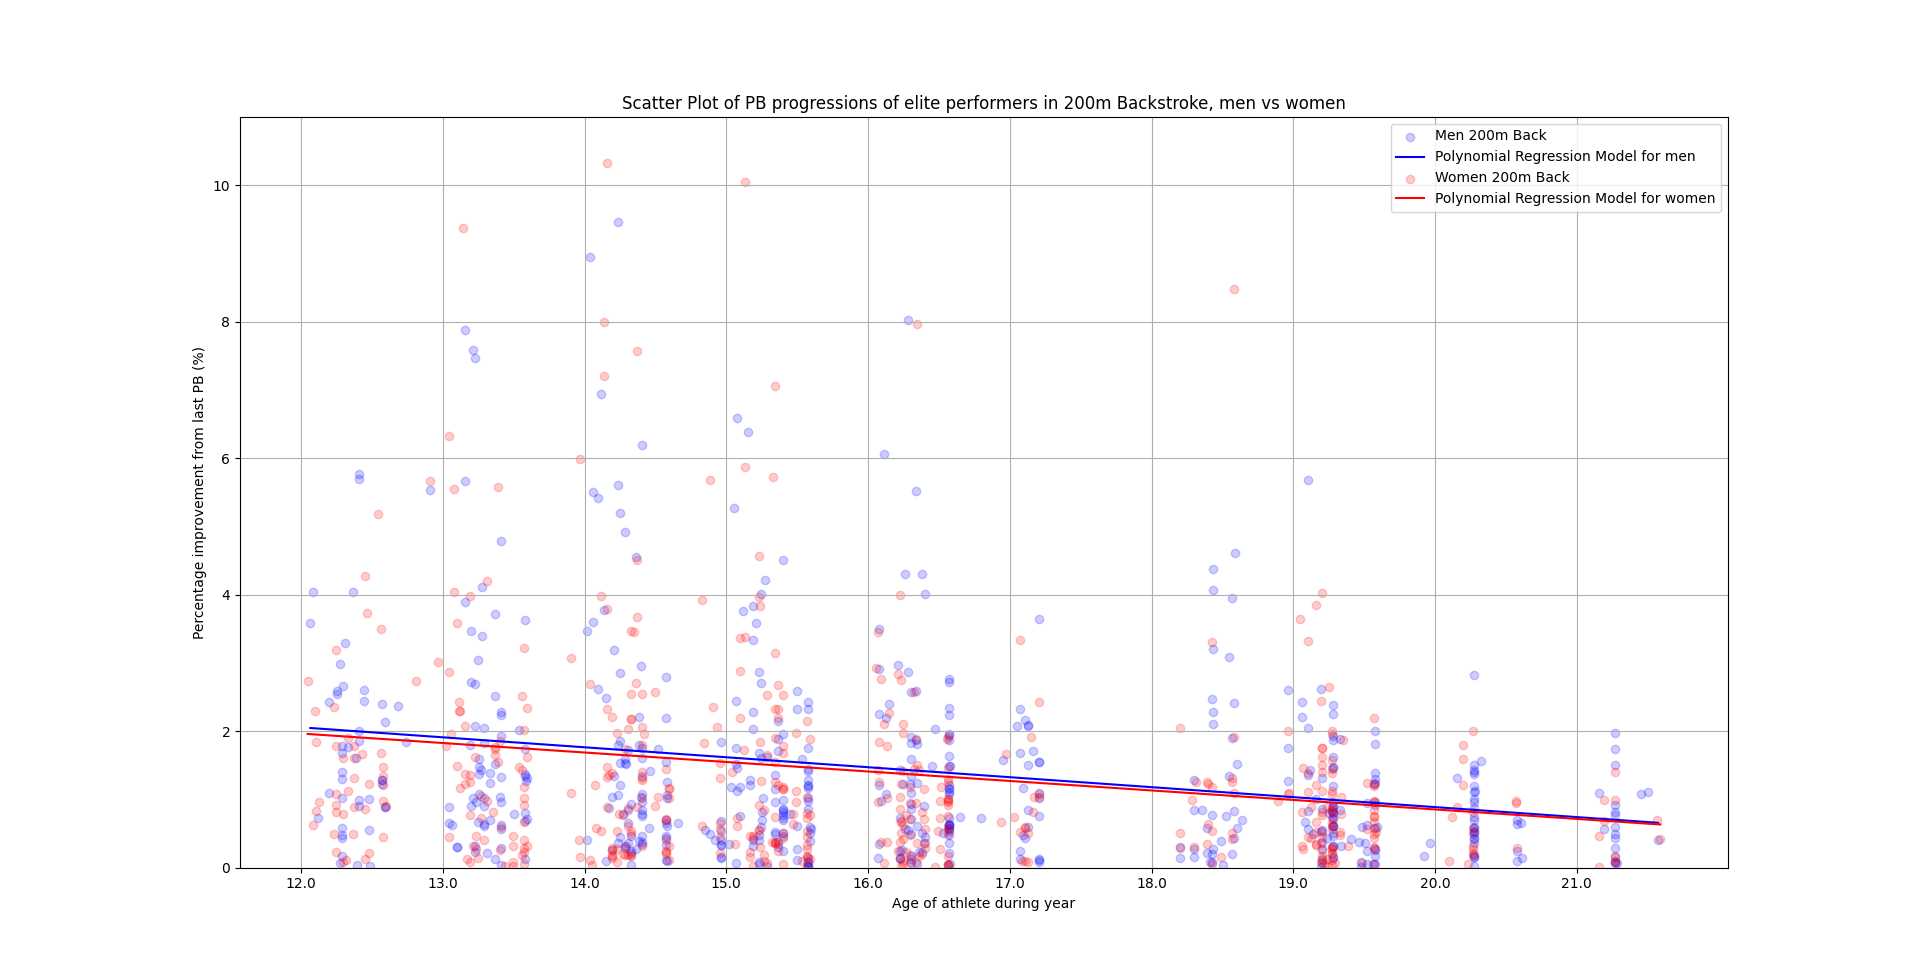 Scatter Plot of PB progressions of elite performers in 200m Backstroke, men vs women
Men 200m Back
Polynomial Regression Model for men
Women 200m Back
Polynomial Regression Model for women
Percentage improvement from last PB (%)
10
8
6
4
2
0
12.0 13.0 14.0 15.0 16.0 17.0 18.0 19.0 20.0 21.0
Age of athlete during year